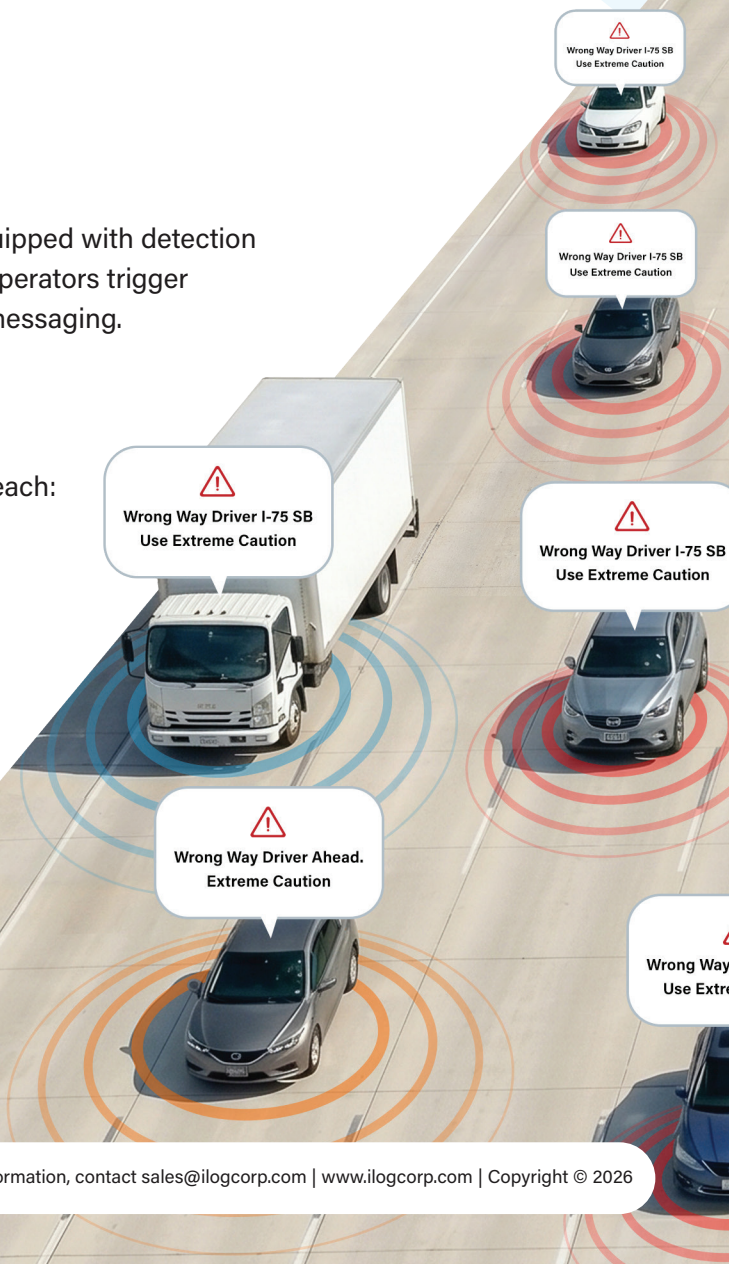 Wrong Way Driver I-75 SB
Use Extreme Caution
uipped with detection
perators trigger
messaging.
Wrong Way Driver I-75 SB
Use Extreme Caution
each:
Wrong Way Driver I-75 SB
Use Extreme Caution
Wrong Way Driver I-75 SB
Use Extreme Caution
Wrong Way Driver Ahead.
Extreme Caution
Wrong Way
Use Extre
ormation, contact sales@ilogcorp.com | www.ilogcorp.com | Copyright © 2026